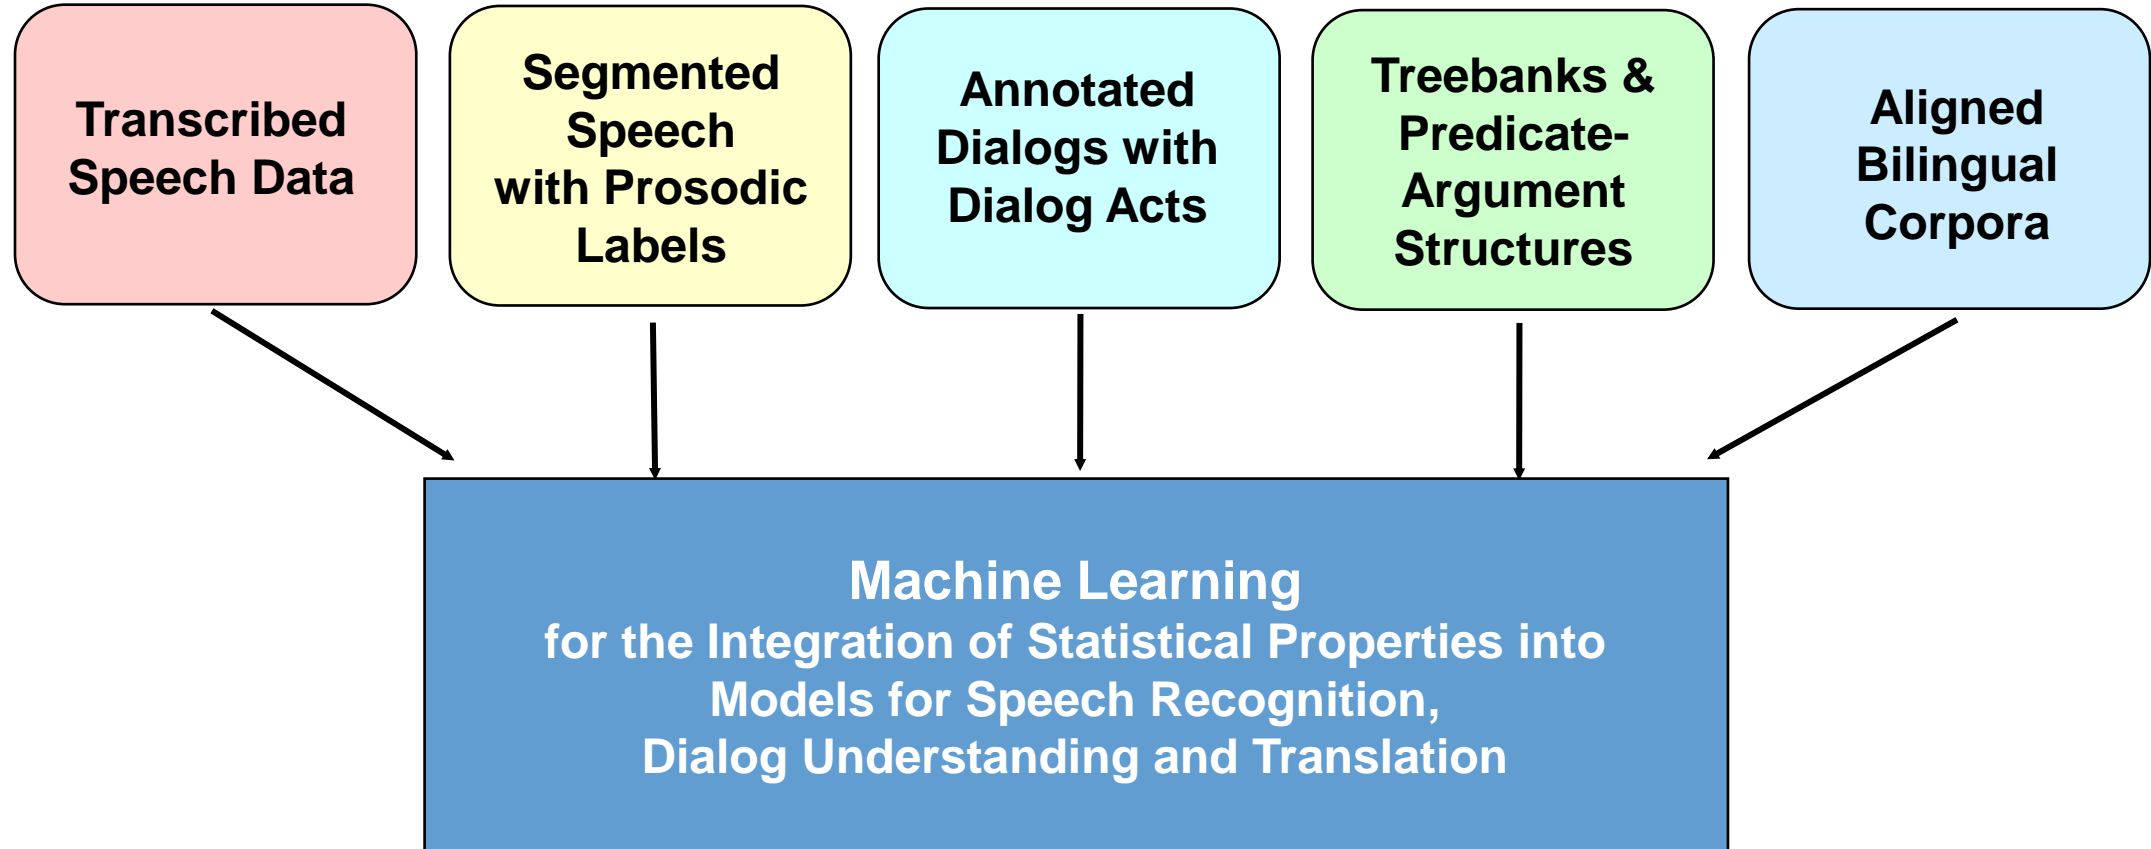 Transcribed
Speech Data
Segmented
Speech
with Prosodic
Labels
Annotated
Dialogs with
Dialog Acts
Treebanks &
Predicate-
Argument
Structures
Aligned
Bilingual
Corpora
Machine Learning
for the Integration of Statistical Properties into
Models for Speech Recognition,
Dialog Understanding and Translation